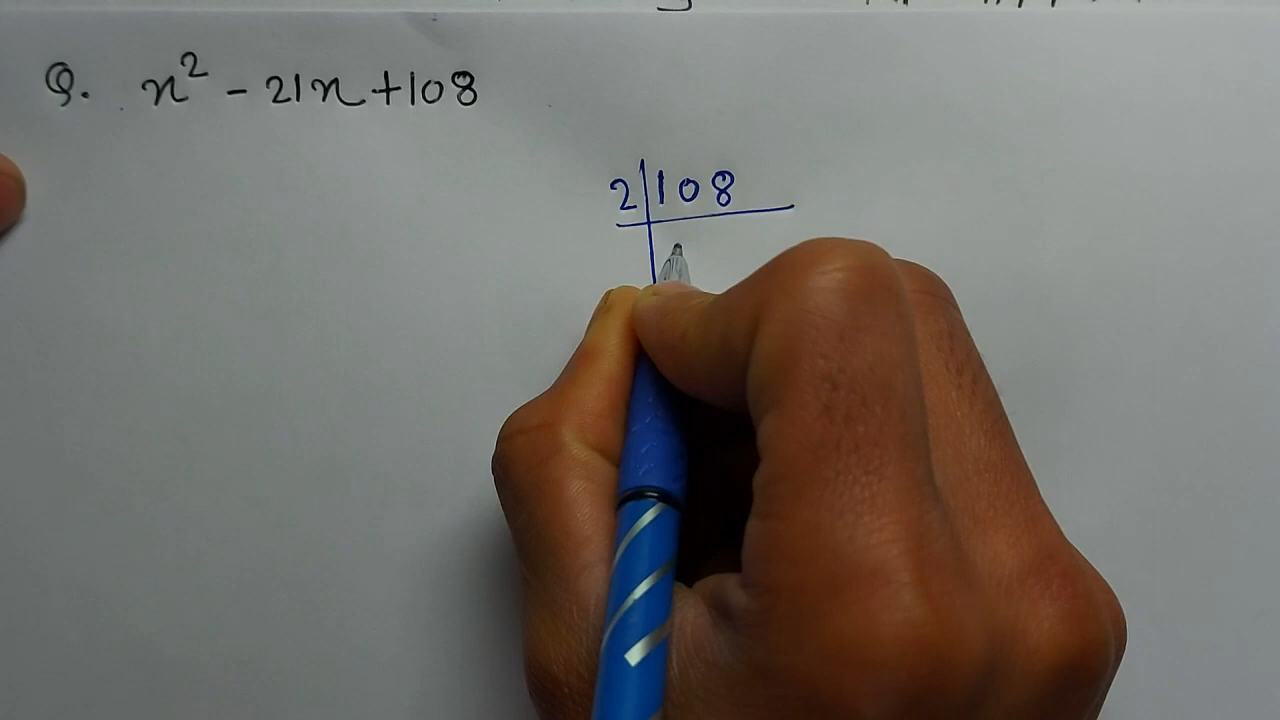 Q. x² - 21x + 108
2 | 108